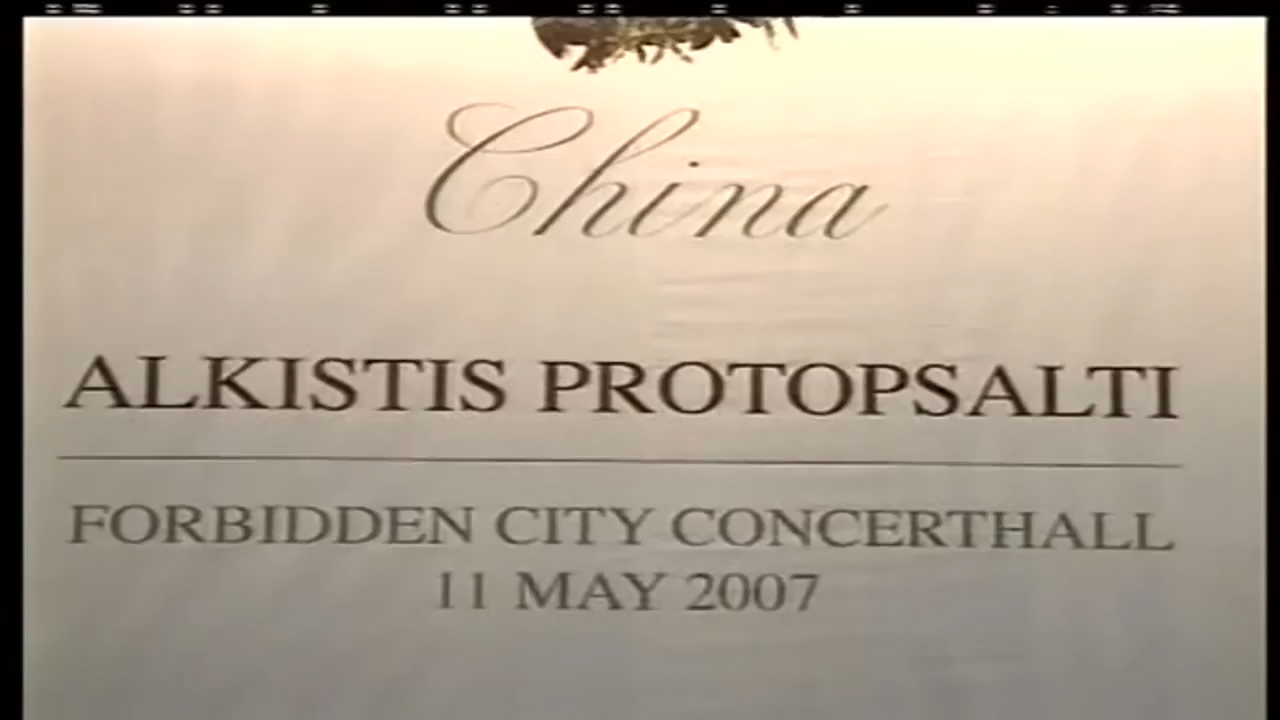 China
ALKISTIS PROTOPSALTI
FORBIDDEN CITY CONCERTHALL
11 MAY 2007